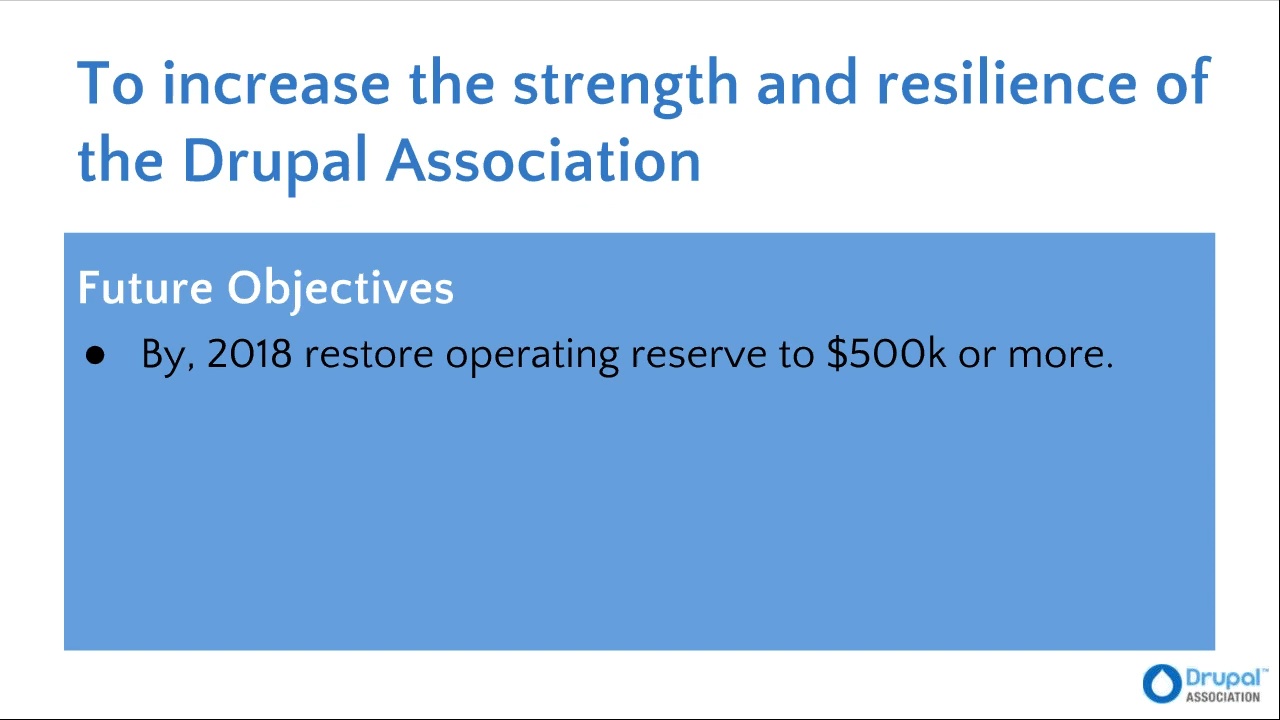 To increase the strength and resilience of
the Drupal Association
Future Objectives
● By, 2018 restore operating reserve to $500k or more.
Drupal™
ASSOCIATION